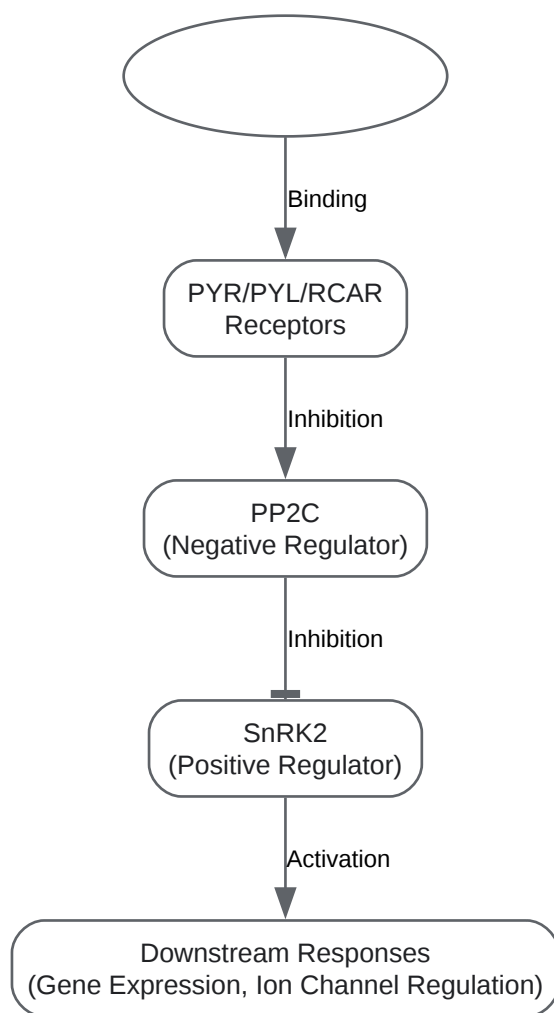 Binding
PYR/PYL/RCAR
Receptors
Inhibition
PP2C
(Negative Regulator)
Inhibition
SnRK2
(Positive Regulator)
Activation
Downstream Responses
(Gene Expression, Ion Channel Regulation)